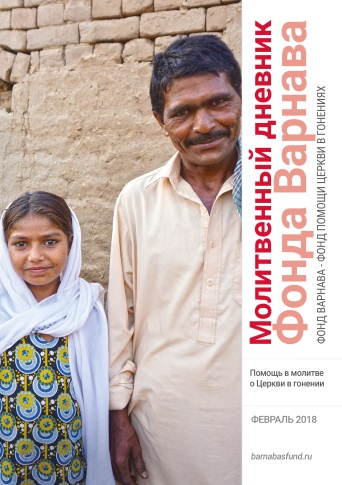 Молитвенный дневник
Фонда Варнава
ФОНД ВАРНАВА - ФОНД ПОМОЩИ ЦЕРКВИ В ГОНЕНИЯХ
Помощь в молитве
о Церкви в гонении
ФЕВРАЛЬ 2018
barnabasfund.ru